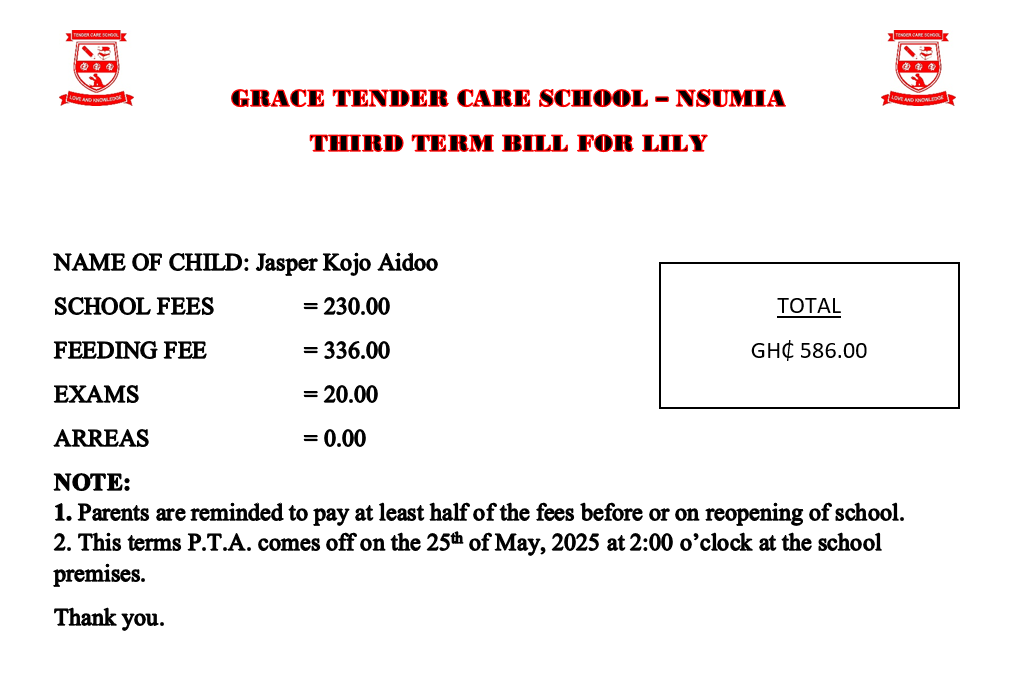 TENDER CARE SCHOOL
LOVE AND KNOWLEDGE
TENDER CARE SCHOOL
LOVE AND KNOWLEDGE
GRACE TENDER CARE SCHOOL – NSUMIA
THIRD TERM BILL FOR LILY
NAME OF CHILD: Jasper Kojo Aidoo
SCHOOL FEES = 230.00
FEEDING FEE = 336.00
EXAMS = 20.00
ARREAS = 0.00
TOTAL
GH₵ 586.00
NOTE:
1. Parents are reminded to pay at least half of the fees before or on reopening of school.
2. This terms P.T.A. comes off on the 25th of May, 2025 at 2:00 o’clock at the school
premises.
Thank you.